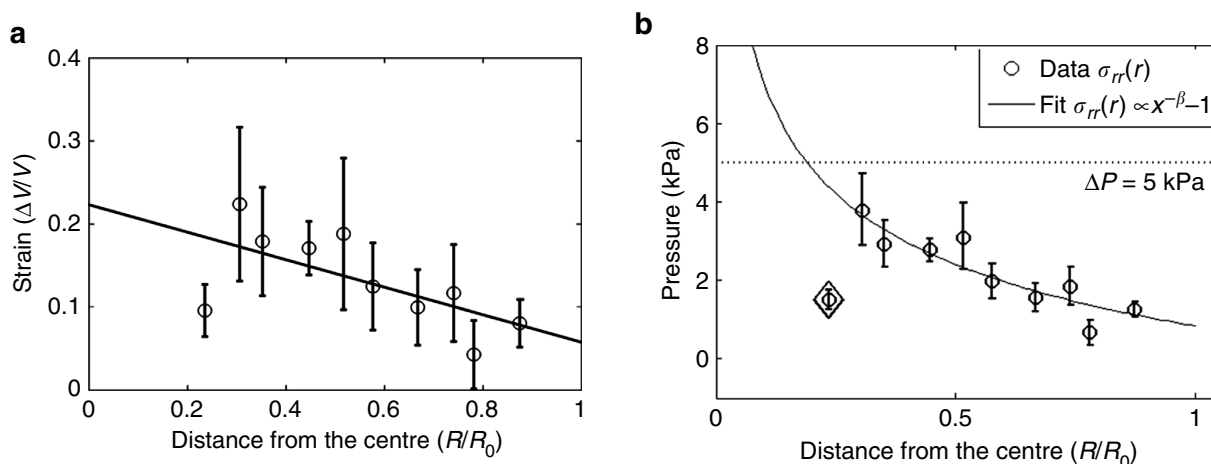 a
Strain (ΔV/V)
0.4
0.3
0.2
0.1
0
0
0.2
0.4
0.6
0.8
1
Distance from the centre (R/R₀)
b
Pressure (kPa)
8
6
4
2
0
Data σᵣᵣ(r)
Fit σᵣᵣ(r) ∝x⁻ᵝ–1
ΔP = 5 kPa
0
0.5
1
Distance from the centre (R/R₀)